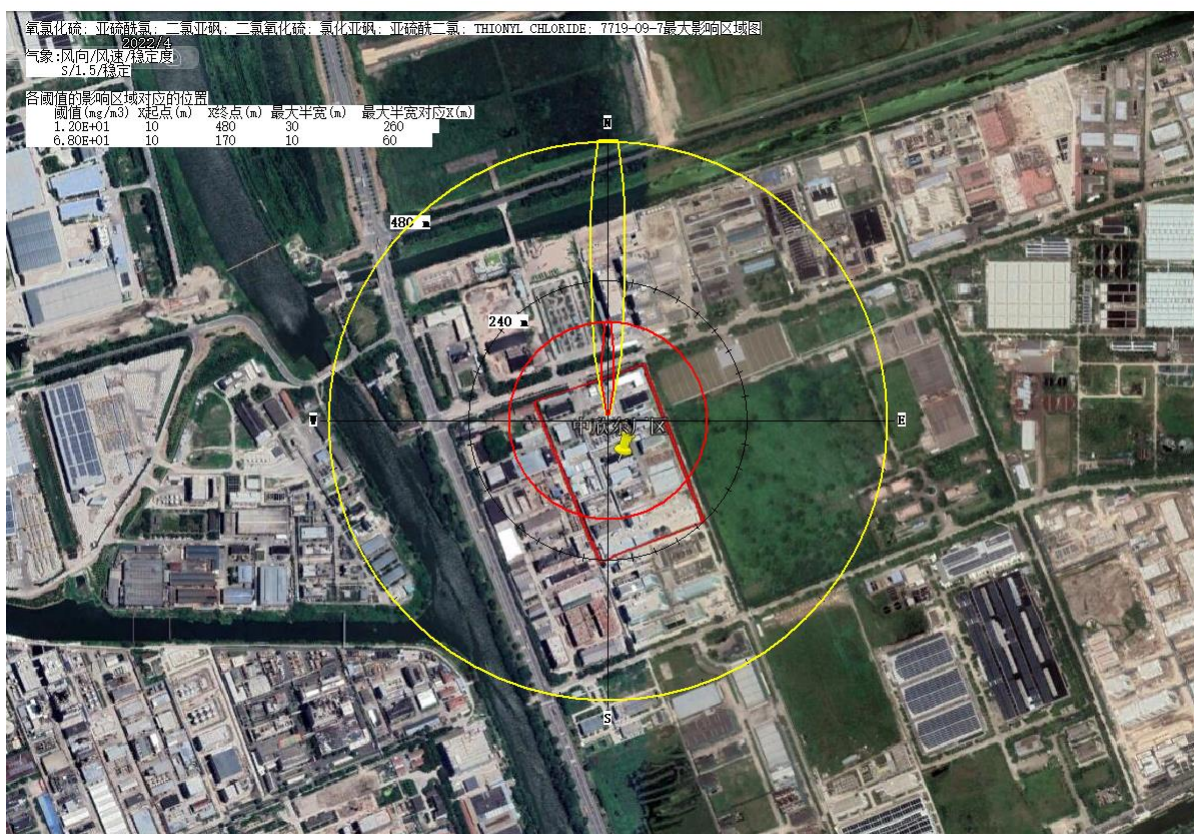 氧氯化硫; 亚硫酰氯; 二氯亚砜; 二氯氧化硫; 氯化亚砜; 亚硫酰二氯; THIONYL CHLORIDE; 7719-09-7最大影响区域图
2022/4
气象:风向/风速/稳定度
S/1.5/稳定
各阈值的影响区域对应的位置
阈值(mg/m3) X起点(m) X终点(m) 最大半宽(m) 最大半宽对应X(m)
1.20E+01 10 480 30 260
6.80E+01 10 170 10 60
N
480 m
240 m
W
中欣东厂区
E
S